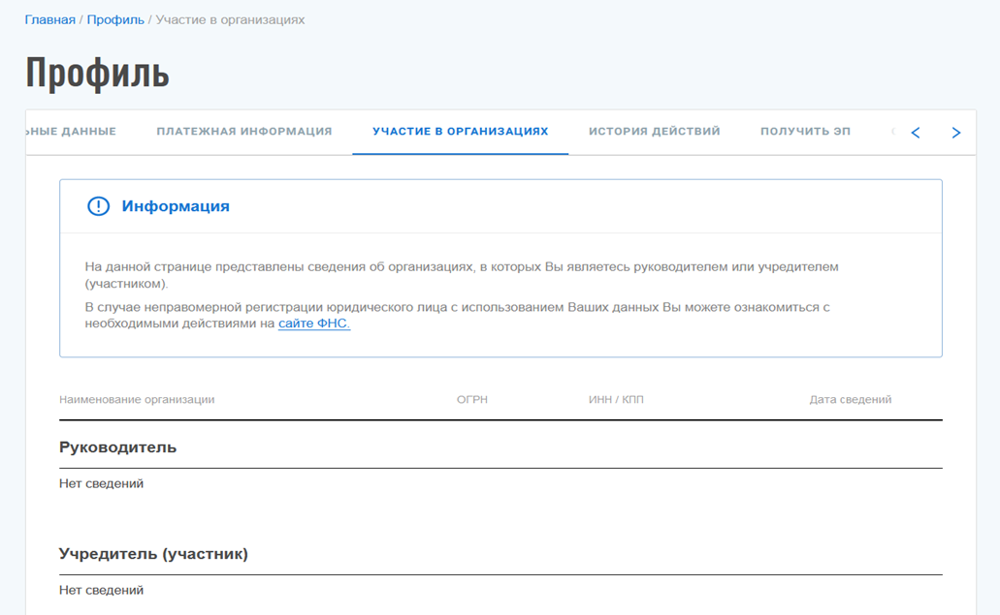 Главная / Профиль / Участие в организациях
Профиль
ЬНЫЕ ДАННЫЕ ПЛАТЕЖНАЯ ИНФОРМАЦИЯ УЧАСТИЕ В ОРГАНИЗАЦИЯХ ИСТОРИЯ ДЕЙСТВИЙ ПОЛУЧИТЬ ЭП
Информация
На данной странице представлены сведения об организациях, в которых Вы являетесь руководителем или учредителем
(участником).
В случае неправомерной регистрации юридического лица с использованием Ваших данных Вы можете ознакомиться с
необходимыми действиями на сайте ФНС.
Наименование организации ОГРН ИНН / КПП Дата сведений
Руководитель
Нет сведений
Учредитель (участник)
Нет сведений